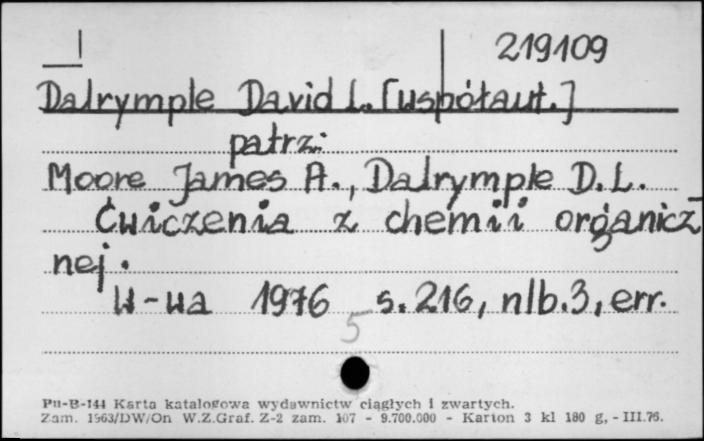 219109
Dalrymple David L. [współaut.]
patrz:
Moore James A., Dalrymple D.L.
Ćwiczenia z chemii organicz-
nej.
W-wa 1976 s. 216, nlb. 3, err.
5
Pu-B-144 Karta katalogowa wydawnictw ciągłych i zwartych.
Zam. 1563/DW/On W.Z.Graf. Z-2 zam. 107 - 9.700.000 - Karton 3 kl 180 g, - III.76.